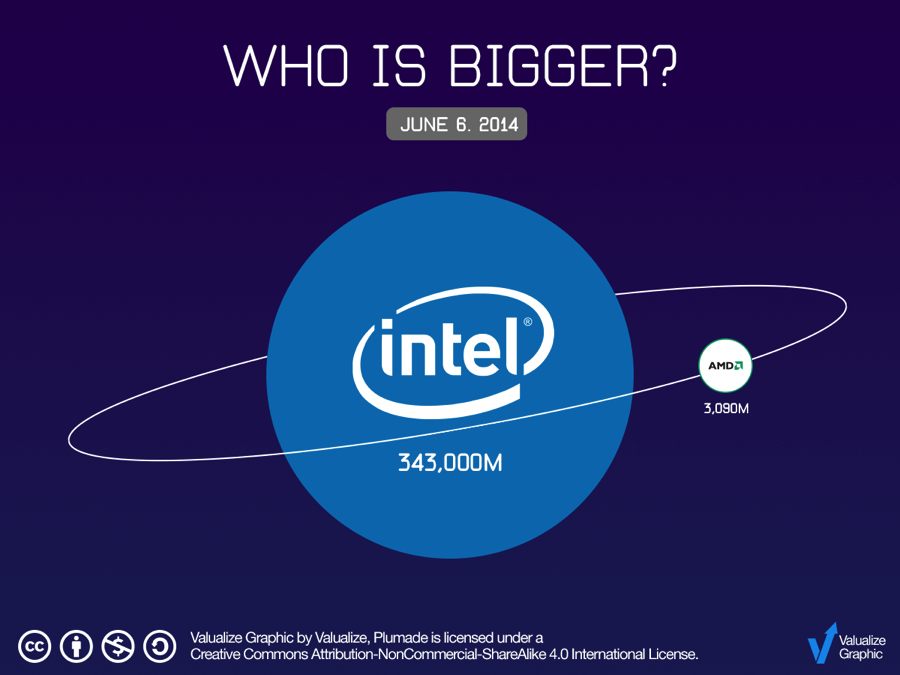 WHO IS BIGGER?
JUNE 6. 2014
intel®
343,000M
AMD
3,090M
cc
Valualize Graphic by Valualize, Plumade is licensed under a
Creative Commons Attribution-NonCommercial-ShareAlike 4.0 International License.
Valualize
Graphic